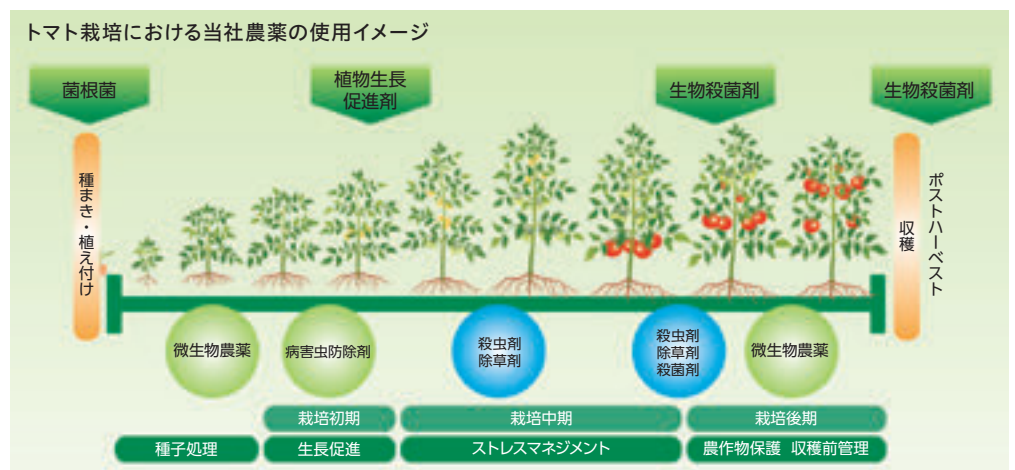 トマト栽培における当社農薬の使用イメージ
菌根菌
植物生長
促進剤
生物殺菌剤
生物殺菌剤
種まき・植え付け
収穫
ポストハーベスト
微生物農薬
病害虫防除剤
殺虫剤
除草剤
殺虫剤
除草剤
殺菌剤
微生物農薬
栽培初期
栽培中期
栽培後期
種子処理
生長促進
ストレスマネジメント
農作物保護 収穫前管理